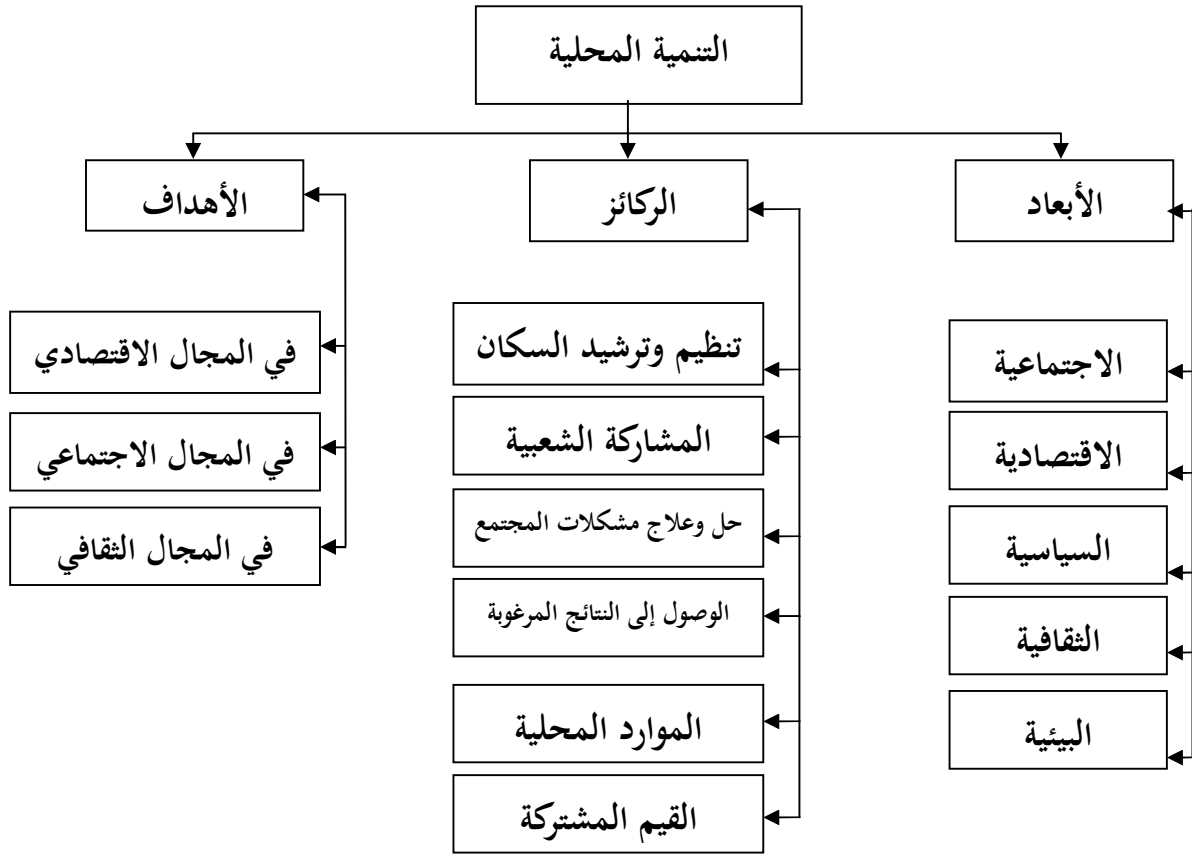 التنمية المحلية
الأبعاد
الركائز
الأهداف
الاجتماعية
الاقتصادية
السياسية
الثقافية
البيئية
تنظيم وترشيد السكان
المشاركة الشعبية
حل وعلاج مشكلات المجتمع
الوصول إلى النتائج المرغوبة
الموارد المحلية
القيم المشتركة
في المجال الاقتصادي
في المجال الاجتماعي
في المجال الثقافي